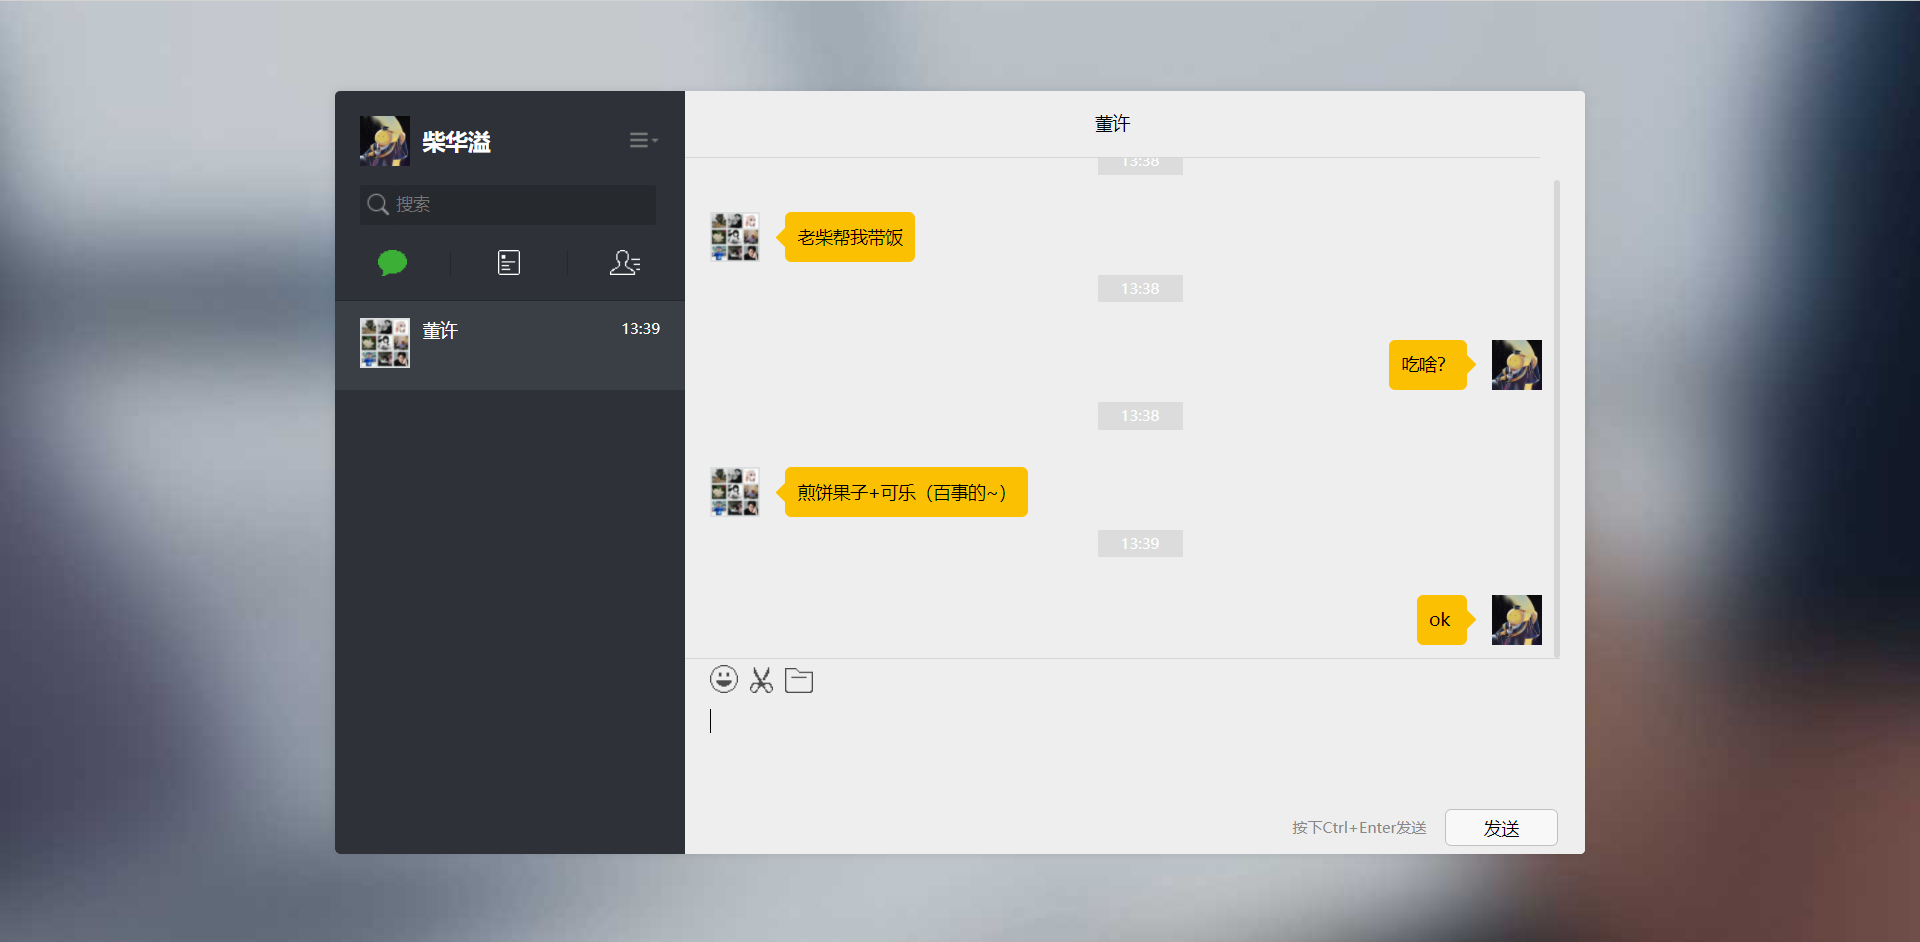 柴华溢
搜索
董许
13:39
董许
13:38
老柴帮我带饭
13:38
吃啥?
13:38
煎饼果子+可乐（百事的~）
13:39
ok
按下Ctrl+Enter发送
发送